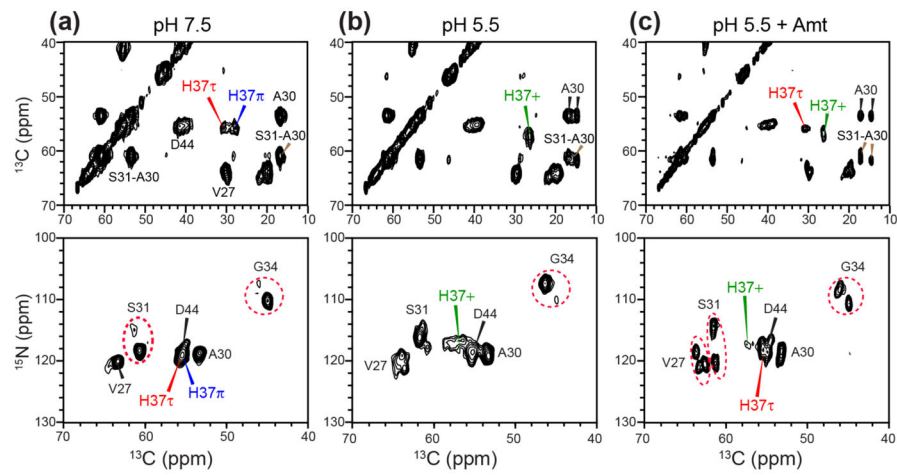 (a) pH 7.5
(b) pH 5.5
(c) pH 5.5 + Amt
¹³C (ppm)
40
50
60
70
H37τ
H37π
A30
D44
S31-A30
S31-A30
V27
70 60 50 40 30 20 10
40
50
60
70
H37+
A30
S31-A30
70 60 50 40 30 20 10
40
50
60
70
H37τ
H37+
A30
S31-A30
70 60 50 40 30 20 10
¹⁵N (ppm)
100
110
120
130
G34
S31
D44
V27
A30
H37τ
H37π
70 60 50 40
¹³C (ppm)
100
110
120
130
G34
H37+
S31
D44
V27
A30
70 60 50 40
¹³C (ppm)
100
110
120
130
G34
H37+
S31
D44
V27
A30
H37τ
70 60 50 40
¹³C (ppm)